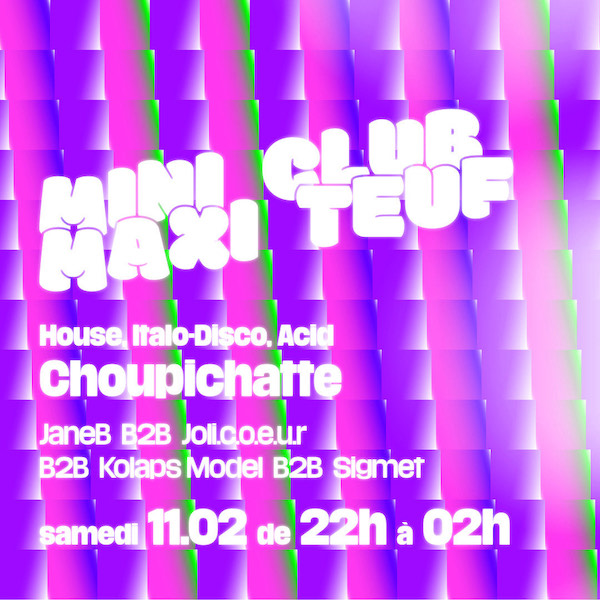 MINI CLUB
MAXI TEUF
House, Italo-Disco, Acid
Choupichatte
JaneB B2B Joli.c.o.e.u.r
B2B Kolaps Model B2B Sigmet
samedi 11.02 de 22h à 02h